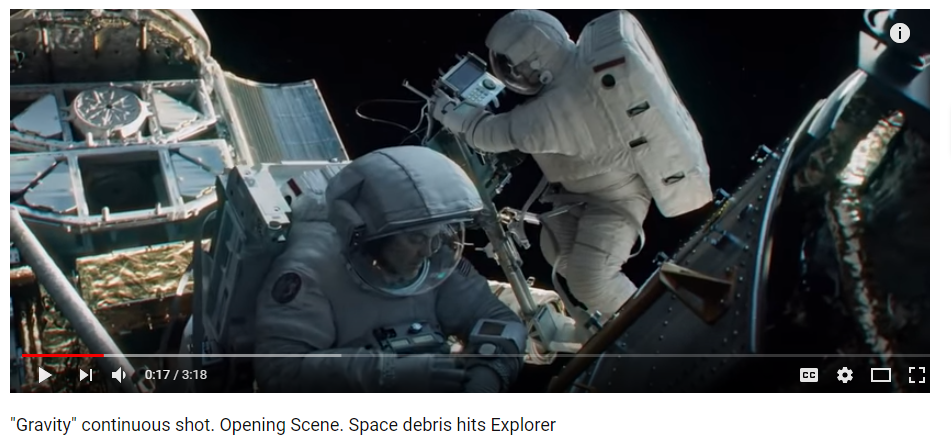 0:17 / 3:18
CC
"Gravity" continuous shot. Opening Scene. Space debris hits Explorer